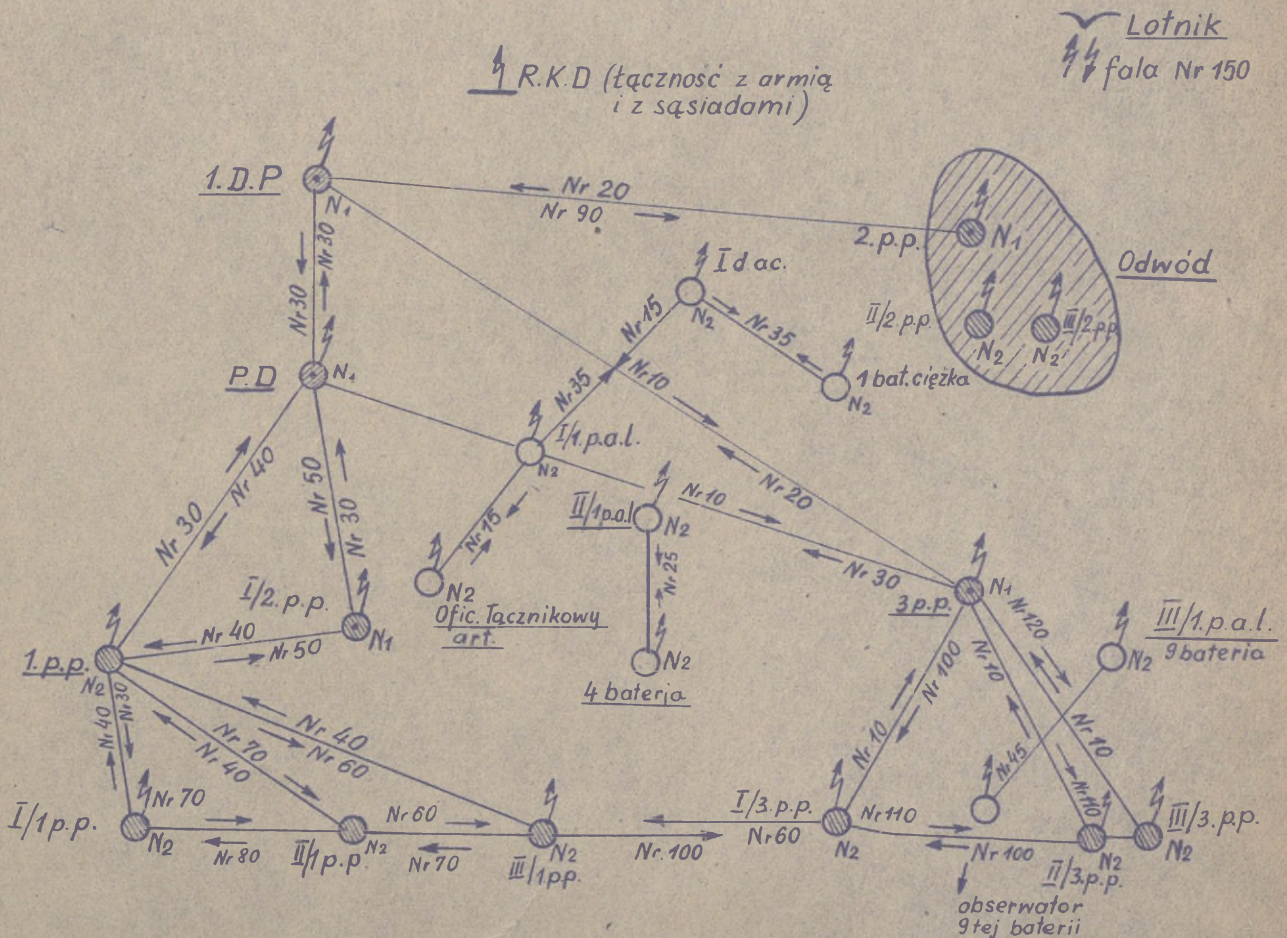 Lotnik
fala Nr 150
R.K.D (łączność z armią
i z sąsiadami)
1.D.P
N1
Nr 20
Nr 90
2.p.p.
N1
Odwód
II/2.p.p.
N2
III/2.p.p.
N2
Nr 30
Nr 30
P.D
N1
I d ac.
N2
Nr 15
Nr 35
Nr 35
1 bat. ciężka
N2
Nr 10
Nr 20
I/1.p.a.l.
N2
Nr 15
N2
Ofic. łącznikowy
art.
II/1p.a.l
N2
Nr 25
N2
4 baterja
Nr 10
Nr 30
Nr 30
Nr 40
Nr 50
Nr 30
I/2.p.p.
N1
Nr 40
Nr 50
1.p.p.
N2
3 p.p.
N1
Nr 120
Nr 10
III/1.p.a.l.
9 bateria
N2
Nr 45
Nr 100
Nr 10
Nr 10
Nr 110
Nr 40
Nr 30
Nr 70
Nr 40
Nr 40
Nr 60
I/1 p.p.
N2
Nr 70
Nr 80
II/1 p.p.
N2
Nr 60
Nr 70
III/1p.p.
N2
Nr. 100
I/3.p.p.
Nr 60
N2
Nr 110
Nr 100
II/3.p.p.
N2
III/3.p.p.
N2
obserwator
9tej baterii